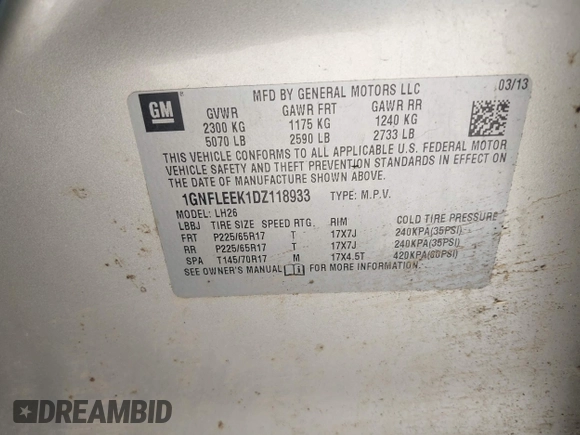 MFD BY GENERAL MOTORS LLC 03/13
GM
GVWR GAWR FRT GAWR RR
2300 KG 1175 KG 1240 KG
5070 LB 2590 LB 2733 LB
THIS VEHICLE CONFORMS TO ALL APPLICABLE U.S. FEDERAL MOTOR
VEHICLE SAFETY AND THEFT PREVENTION STANDARDS IN EFFECT ON
THE DATE OF MANUFACTURE SHOWN ABOVE.
1GNFLEEK1DZ118933 TYPE: M.P.V.
MODEL: LH26
LBBJ TIRE SIZE SPEED RTG. RIM COLD TIRE PRESSURE
FRT P225/65R17 T 17X7J 240KPA(35PSI)
RR P225/65R17 T 17X7J 240KPA(35PSI)
SPA T145/70R17 M 17X4.5T 420KPA(60PSI)
SEE OWNER'S MANUAL FOR MORE INFORMATION.
DREAMBID